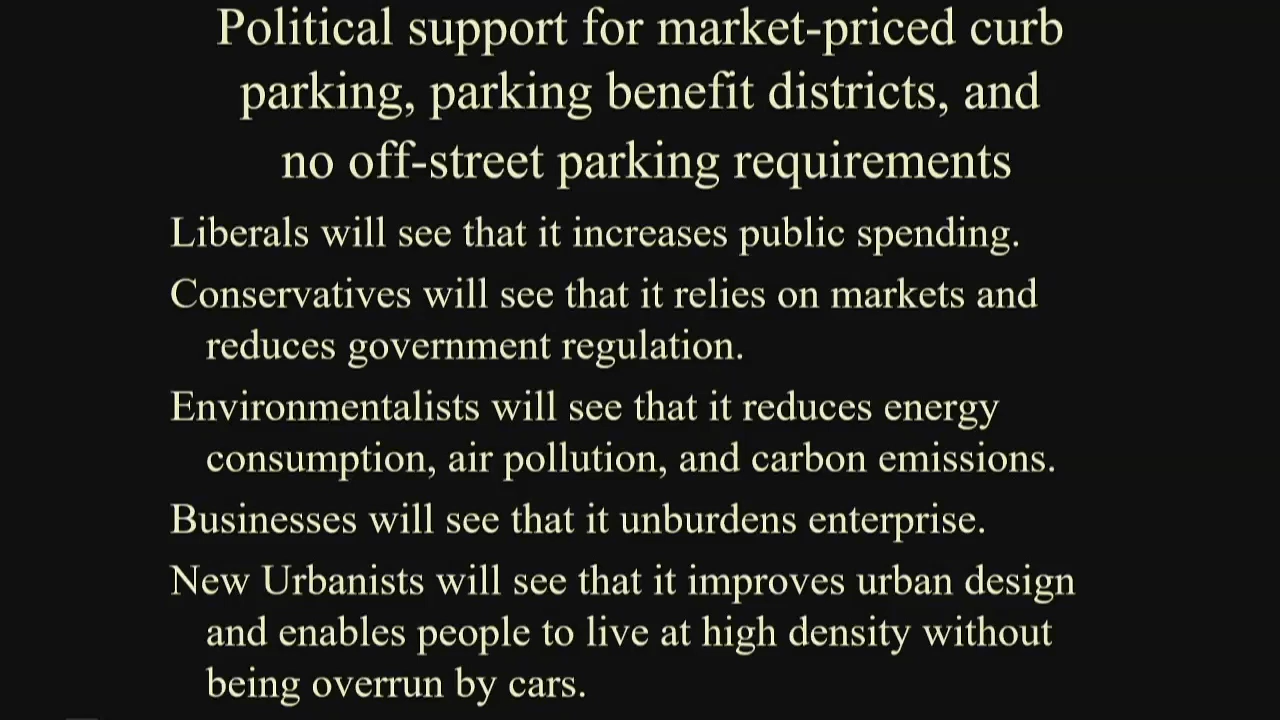 Political support for market-priced curb
parking, parking benefit districts, and
no off-street parking requirements
Liberals will see that it increases public spending.
Conservatives will see that it relies on markets and
reduces government regulation.
Environmentalists will see that it reduces energy
consumption, air pollution, and carbon emissions.
Businesses will see that it unburdens enterprise.
New Urbanists will see that it improves urban design
and enables people to live at high density without
being overrun by cars.